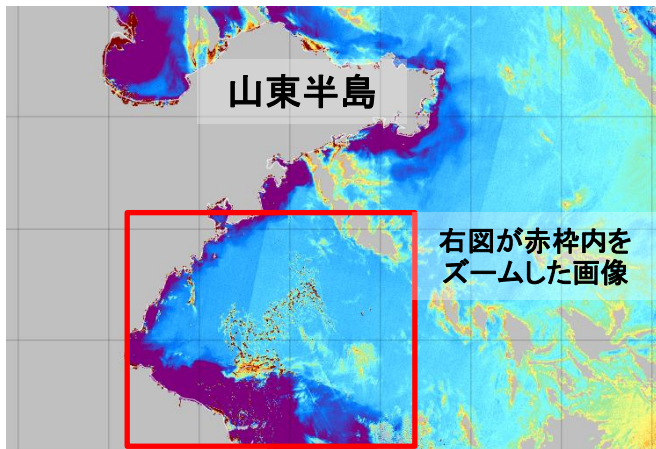 山東半島
右図が赤枠内を
ズームした画像